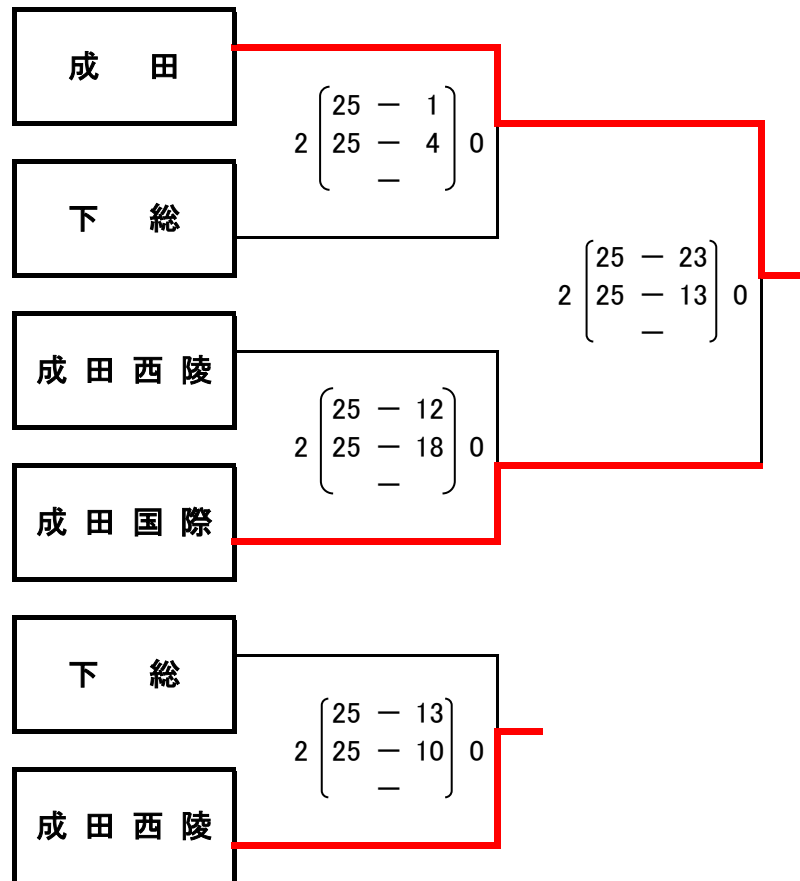 成 田
25 － 1
2 25 － 4 0
－
下 総
25 － 23
2 25 － 13 0
－
成 田 西 陵
25 － 12
2 25 － 18 0
－
成 田 国 際
下 総
25 － 13
2 25 － 10 0
－
成 田 西 陵